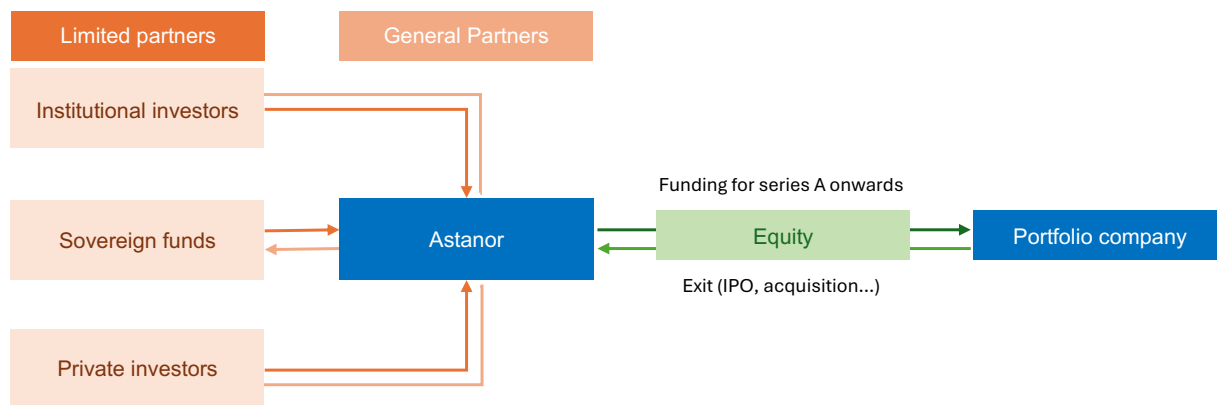 Limited partners
General Partners
Institutional investors
Funding for series A onwards
Sovereign funds
Astanor
Equity
Portfolio company
Exit (IPO, acquisition...)
Private investors